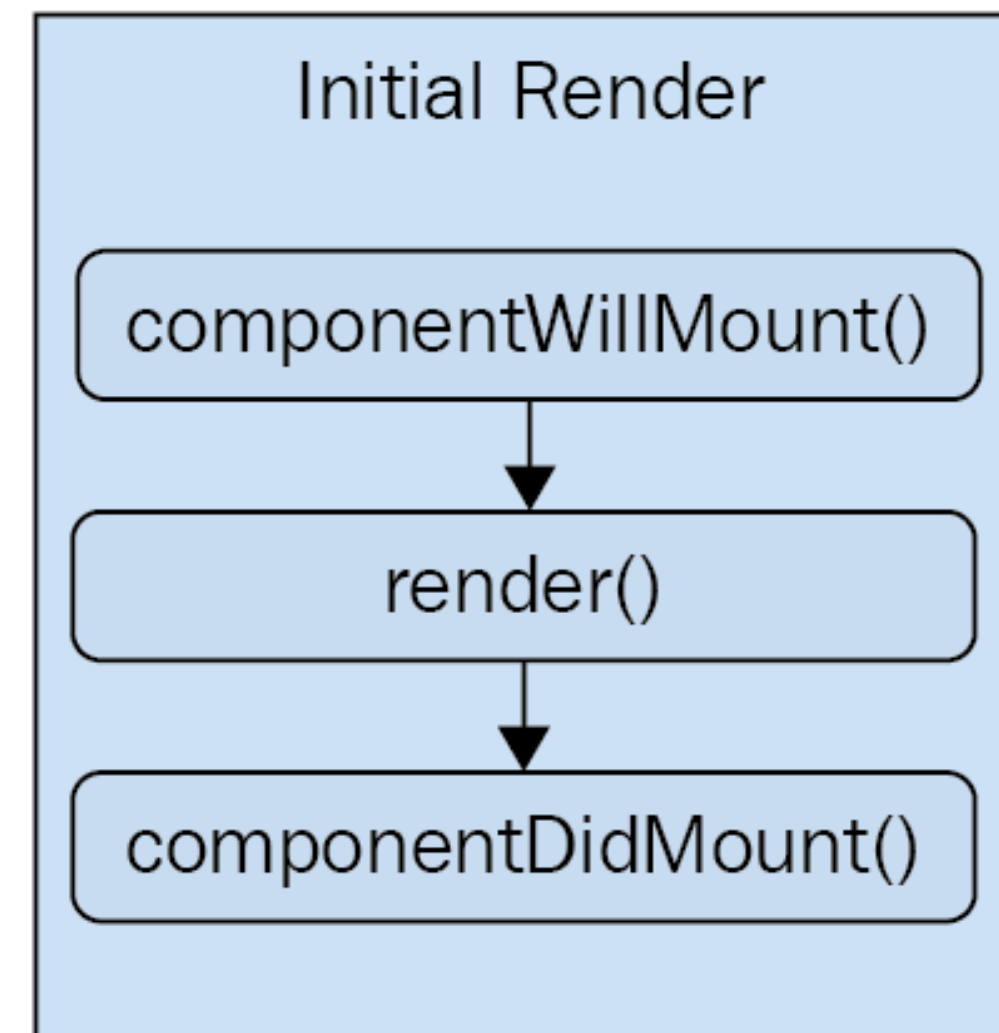 Initial Render
componentWillMount()
render()
componentDidMount()